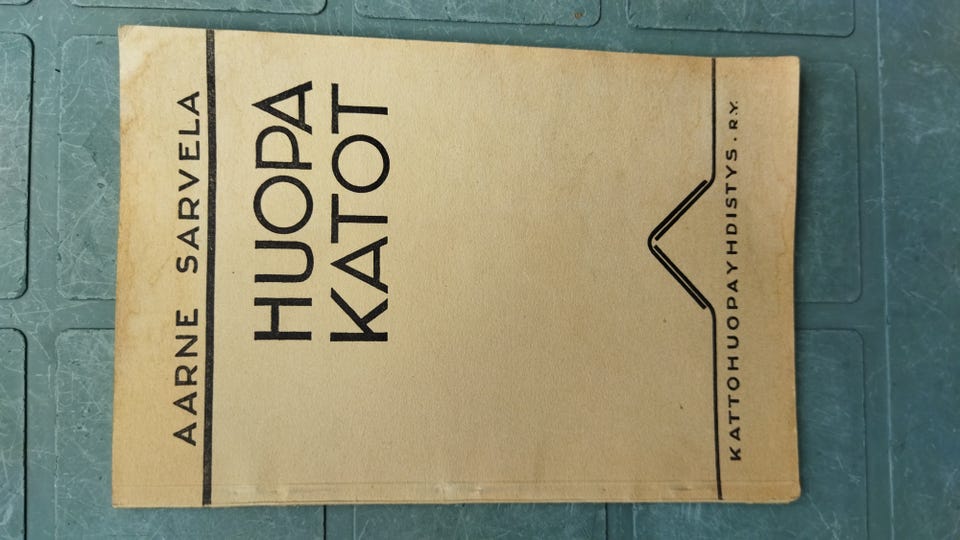 AARNE SARVELA
HUOPA
KATOT
KATTOHUOPAYHDISTYS. R.Y.